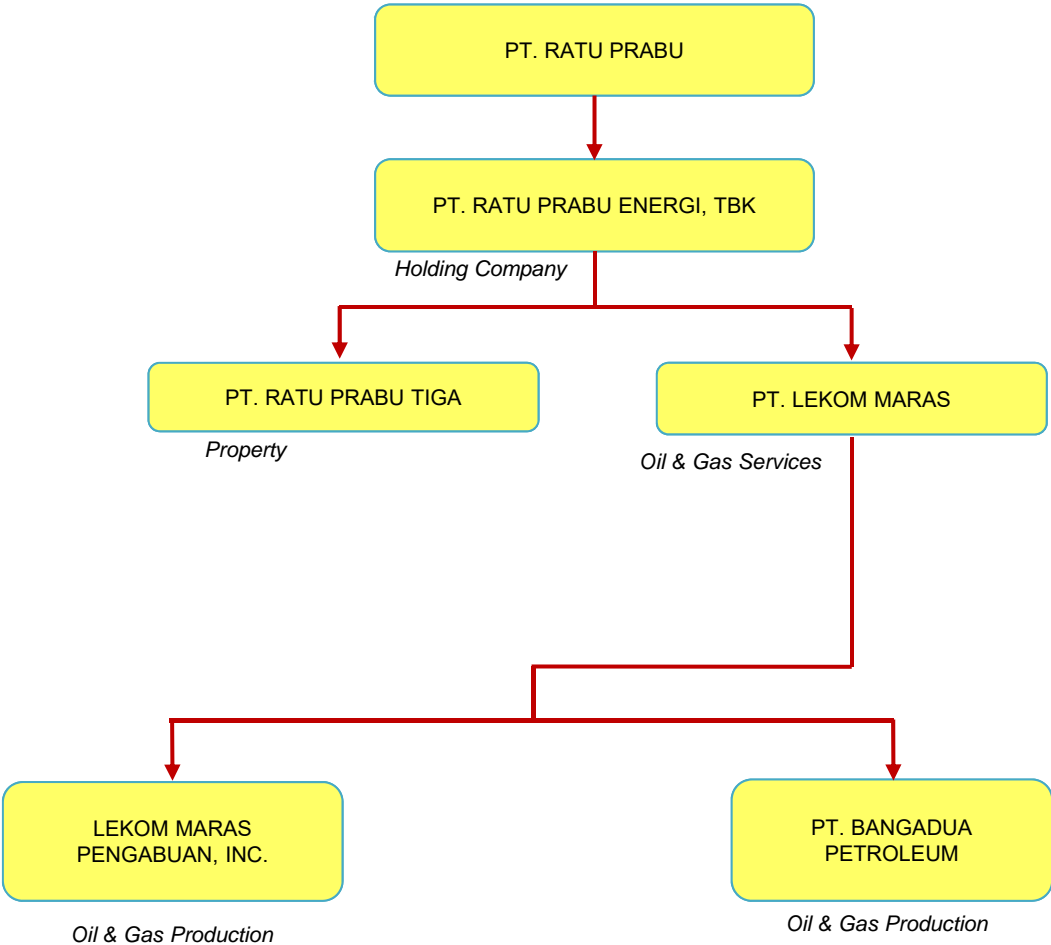 PT. RATU PRABU
PT. RATU PRABU ENERGI, TBK
Holding Company
PT. RATU PRABU TIGA
Property
PT. LEKOM MARAS
Oil & Gas Services
LEKOM MARAS
PENGABUAN, INC.
Oil & Gas Production
PT. BANGADUA
PETROLEUM
Oil & Gas Production